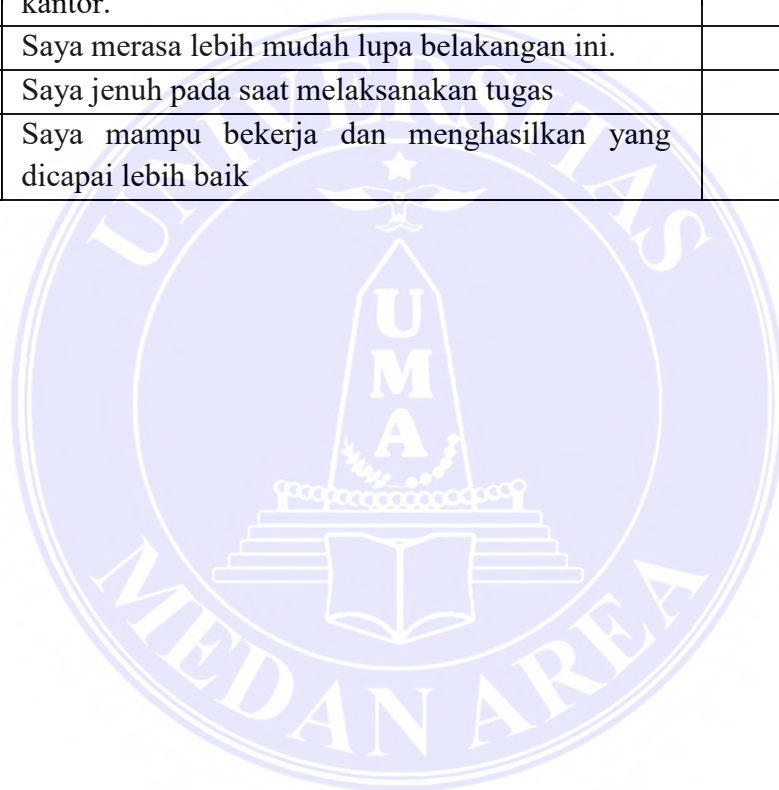 kantor.
Saya merasa lebih mudah lupa belakangan ini.
Saya jenuh pada saat melaksanakan tugas
Saya mampu bekerja dan menghasilkan yang
dicapai lebih baik
UNIVERSITAS
U
M
A
MEDAN AREA